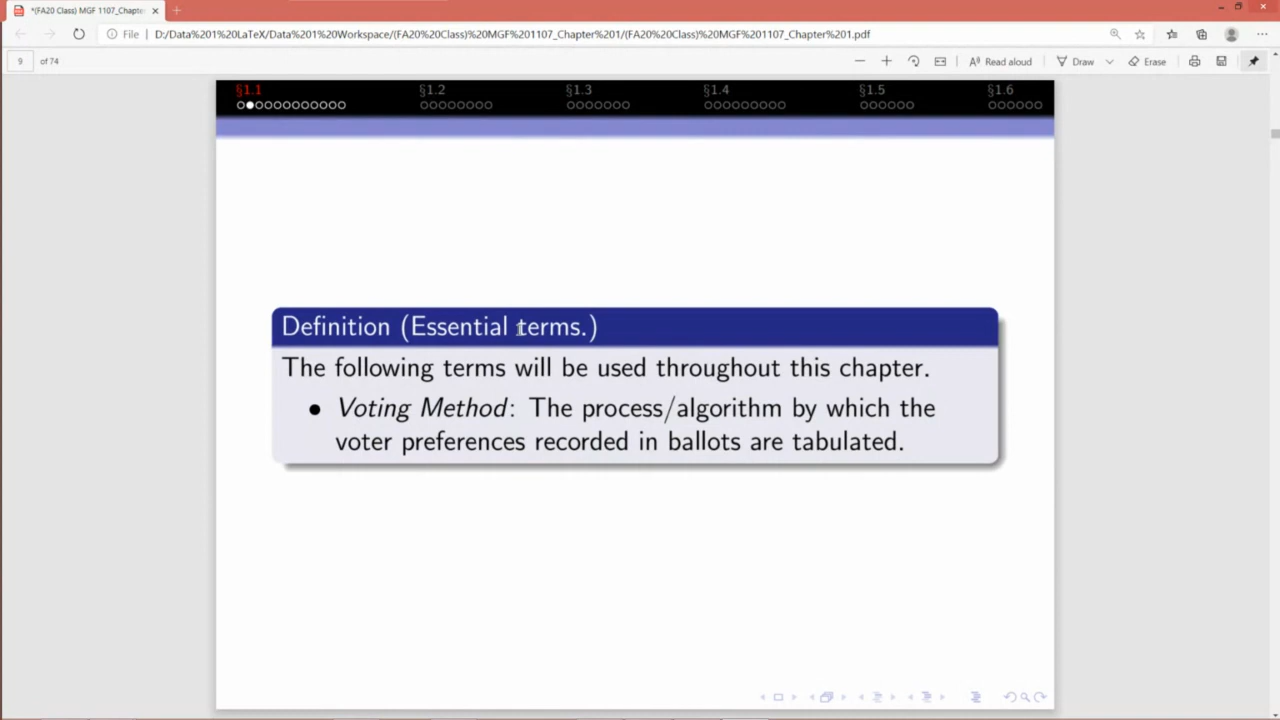 *(FA20 Class) MGF 1107_Chapte
File
D:/Data%201%20LaTeX/Data%201%20Workspace/(FA20%20Class)%20MGF%201107_Chapter%201/(FA20%20Class)%20MGF%201107_Chapter%201.pdf
9 of 74
Read aloud
Draw
Erase
§1.1 §1.2 §1.3 §1.4 §1.5 §1.6
Definition (Essential terms.)
The following terms will be used throughout this chapter.
• Voting Method: The process/algorithm by which the
voter preferences recorded in ballots are tabulated.